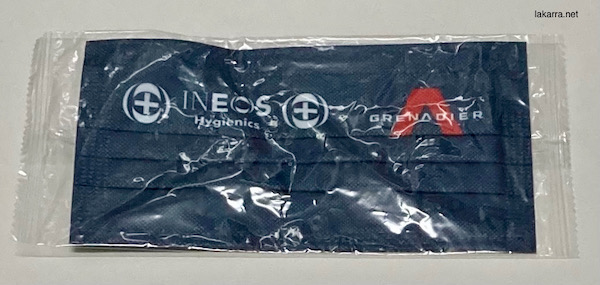 lakarra.net
INEOS
Hygienics
GRENADIER